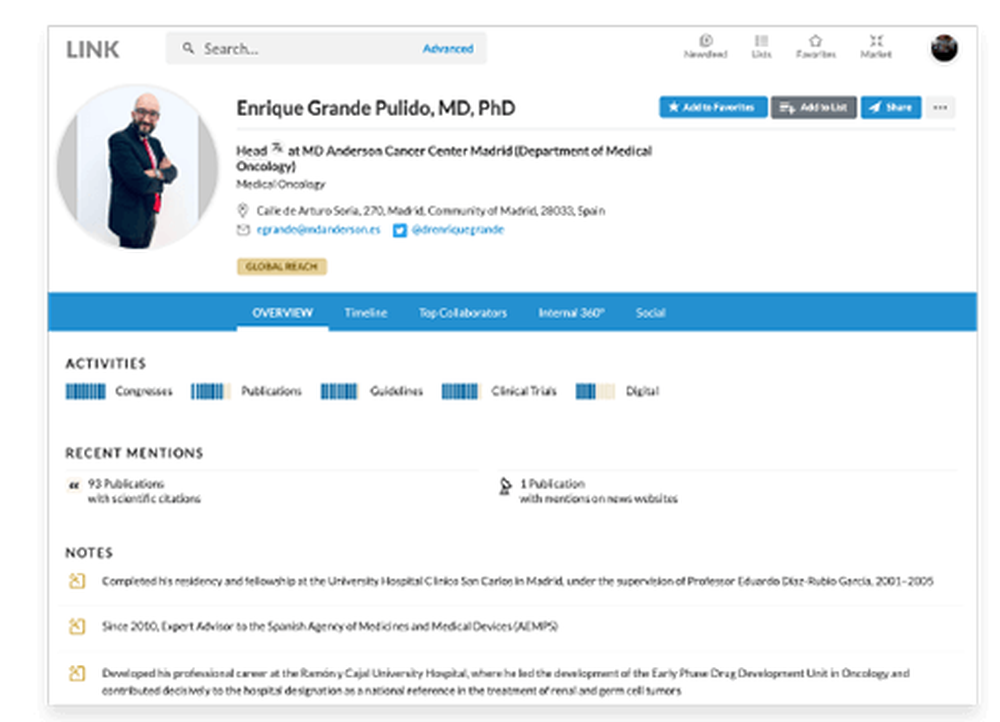 LINK
Search...
Advanced
Newsfeed
Lists
Favorites
Market
Enrique Grande Pulido, MD, PhD
Add to Favorites
Add to List
Share
Head at MD Anderson Cancer Center Madrid (Department of Medical
Oncology)
Medical Oncology
Calle de Arturo Soria, 270, Madrid, Community of Madrid, 28033, Spain
egrande@mdanderson.es @drenriquegrande
GLOBAL REACH
OVERVIEW Timeline Top Collaborators Internal 360° Social
ACTIVITIES
Congresses Publications Guidelines Clinical Trials Digital
RECENT MENTIONS
93 Publications
with scientific citations
1 Publication
with mentions on news websites
NOTES
Completed his residency and fellowship at the University Hospital Clinico San Carlos in Madrid, under the supervision of Professor Eduardo Díaz-Rubio García, 2001–2005
Since 2010, Expert Advisor to the Spanish Agency of Medicines and Medical Devices (AEMPS)
Developed his professional career at the Ramón y Cajal University Hospital, where he led the development of the Early Phase Drug Development Unit in Oncology and
contributed decisively to the hospital designation as a national reference in the treatment of renal and germ cell tumors